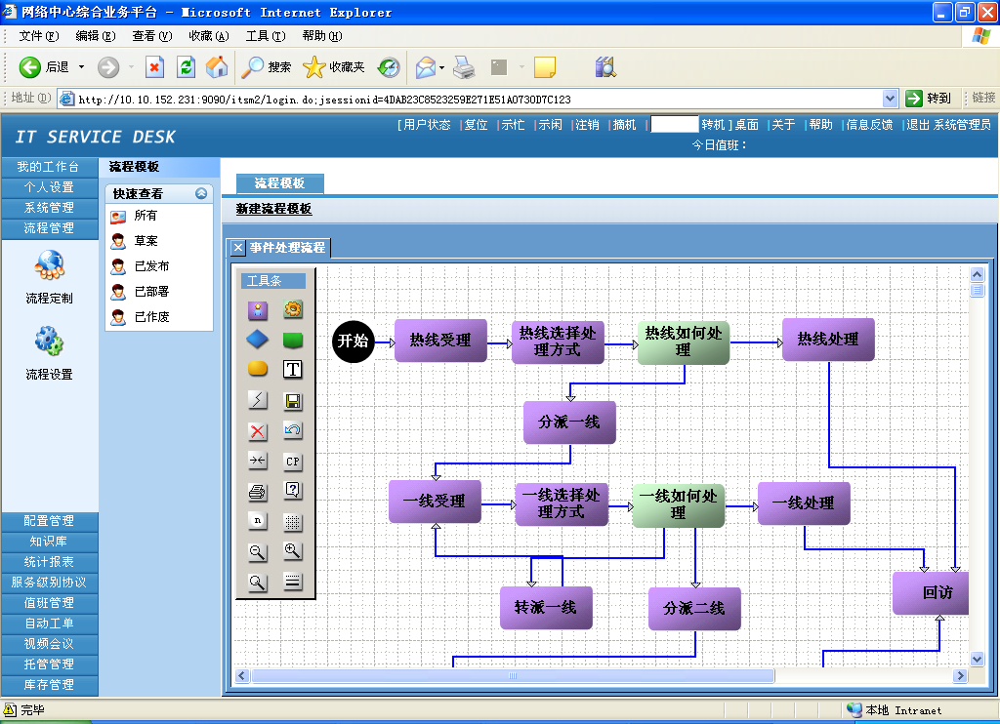 网络中心综合业务平台 - Microsoft Internet Explorer
文件(F) 编辑(E) 查看(V) 收藏(A) 工具(T) 帮助(H)
后退 搜索 收藏夹
地址(D) http://10.10.152.231:9090/itsm2/login.do;jsessionid=4DAB23C8523259E271E51A0730D7C123 转到 链接
[用户状态 |复位 |示忙 |示闲 |注销 |摘机 | 转机]桌面 |关于 |帮助 |信息反馈 |退出 系统管理员
IT SERVICE DESK
今日值班：
我的工作台
个人设置
系统管理
流程管理
流程定制
流程设置
配置管理
知识库
统计报表
服务级别协议
值班管理
自动工单
视频会议
托管管理
库存管理
流程模板
快速查看
所有
草案
已发布
已部署
已作废
流程模板
新建流程模板
事件处理流程
工具条
T
CP
?
n
开始
热线受理
热线选择处
理方式
热线如何处
理
热线处理
分派一线
一线受理
一线选择处
理方式
一线如何处
理
一线处理
转派一线
分派二线
回访
完毕
本地 Intranet